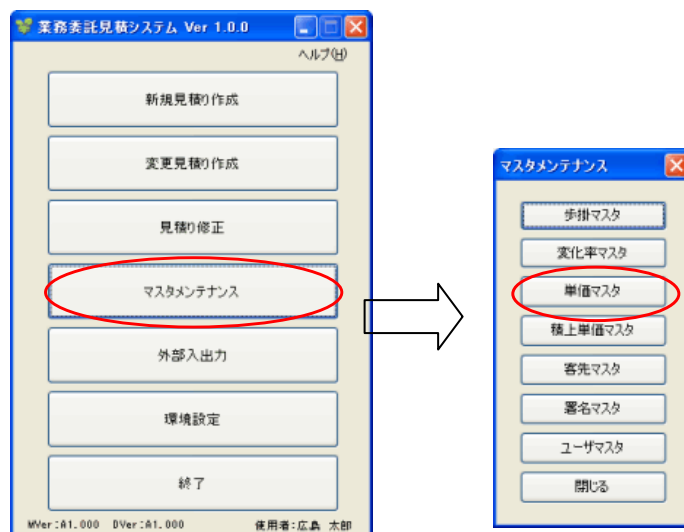 業務委託見積システム Ver 1.0.0
ヘルプ(H)
新規見積り作成
変更見積り作成
見積り修正
マスタメンテナンス
外部入出力
環境設定
終了
MVer:A1.000 DVer:A1.000 使用者:広島 太郎
マスタメンテナンス
歩掛マスタ
変化率マスタ
単価マスタ
積上単価マスタ
客先マスタ
署名マスタ
ユーザマスタ
閉じる